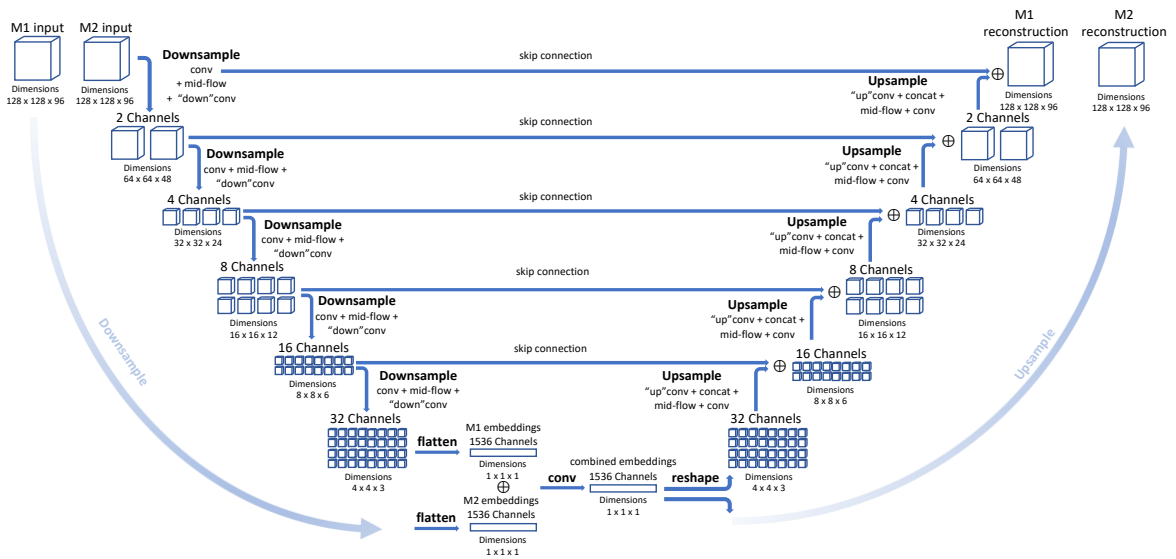 M1 input
M2 input
Dimensions
128 x 128 x 96
Dimensions
128 x 128 x 96
Downsample
conv
+ mid-flow
+ “down”conv
skip connection
Upsample
“up”conv + concat +
mid-flow + conv
M1
reconstruction
M2
reconstruction
Dimensions
128 x 128 x 96
Dimensions
128 x 128 x 96
2 Channels
Dimensions
64 x 64 x 48
Downsample
conv + mid-flow +
“down”conv
skip connection
Upsample
“up”conv + concat +
mid-flow + conv
2 Channels
Dimensions
64 x 64 x 48
4 Channels
Dimensions
32 x 32 x 24
Downsample
conv + mid-flow +
“down”conv
skip connection
Upsample
“up”conv + concat +
mid-flow + conv
4 Channels
Dimensions
32 x 32 x 24
8 Channels
Dimensions
16 x 16 x 12
Downsample
conv + mid-flow +
“down”conv
skip connection
Upsample
“up”conv + concat +
mid-flow + conv
8 Channels
Dimensions
16 x 16 x 12
16 Channels
Dimensions
8 x 8 x 6
Downsample
conv + mid-flow +
“down”conv
skip connection
Upsample
“up”conv + concat +
mid-flow + conv
16 Channels
Dimensions
8 x 8 x 6
32 Channels
Dimensions
4 x 4 x 3
flatten
M1 embeddings
1536 Channels
Dimensions
1 x 1 x 1
flatten
M2 embeddings
1536 Channels
Dimensions
1 x 1 x 1
conv
combined embeddings
1536 Channels
Dimensions
1 x 1 x 1
reshape
32 Channels
Dimensions
4 x 4 x 3
Downsample
Upsample